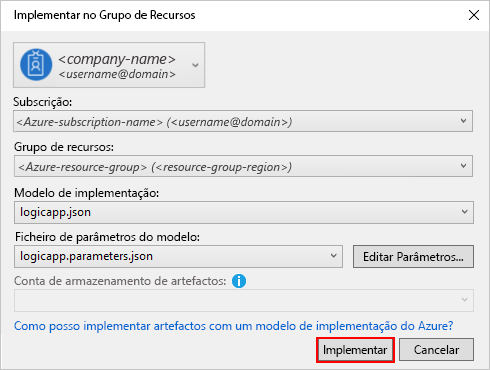 Implementar no Grupo de Recursos
<company-name>
<username@domain>
Subscrição:
<Azure-subscription-name> (<username@domain>)
Grupo de recursos:
<Azure-resource-group> (<resource-group-region>)
Modelo de implementação:
logicapp.json
Ficheiro de parâmetros do modelo:
logicapp.parameters.json
Editar Parâmetros...
Conta de armazenamento de artefactos:
Como posso implementar artefactos com um modelo de implementação do Azure?
Implementar
Cancelar